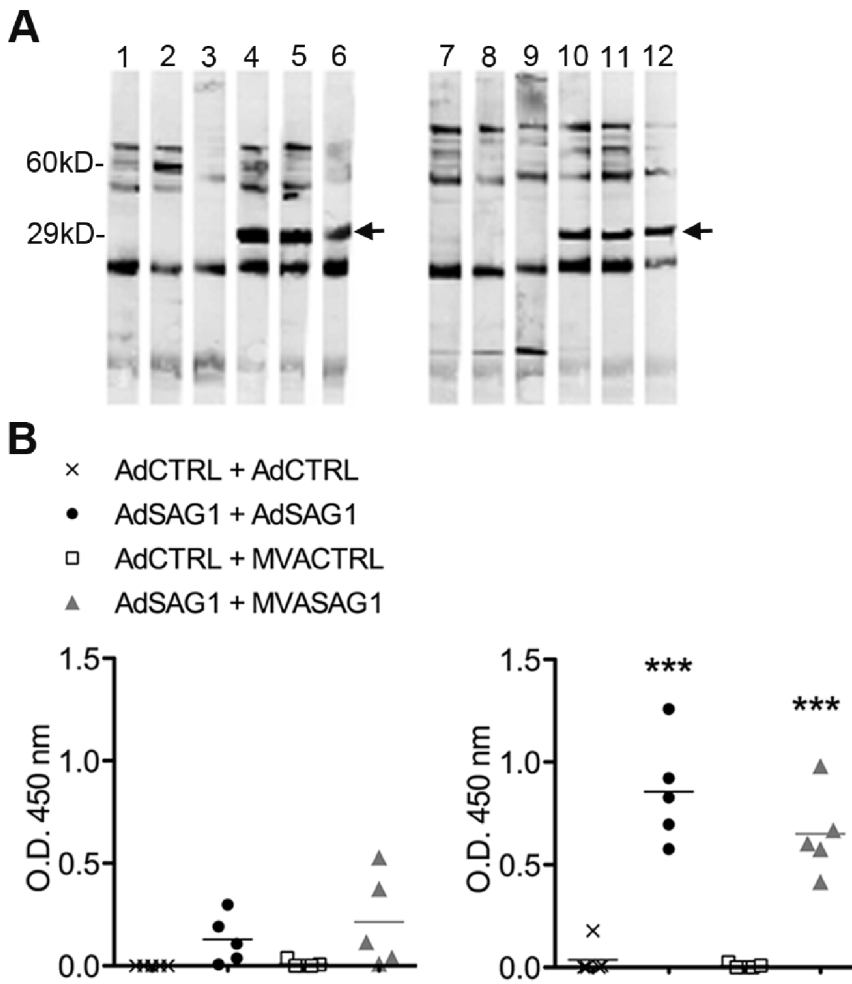 A
1 2 3 4 5 6 7 8 9 10 11 12
60kD-
29kD-
B
AdCTRL + AdCTRL
AdSAG1 + AdSAG1
AdCTRL + MVACTRL
AdSAG1 + MVASAG1
O.D. 450 nm
1.5
1.0
0.5
0.0
O.D. 450 nm
1.5
1.0
0.5
0.0
***
***